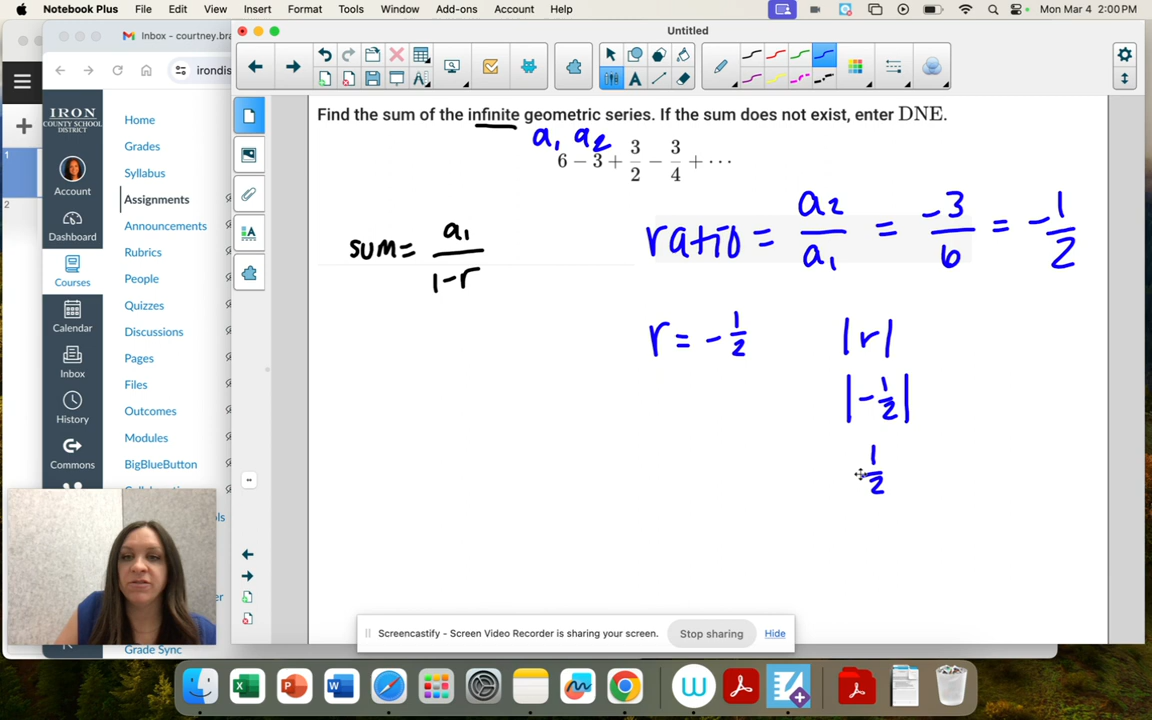 Notebook Plus File Edit View Insert Format Tools Window Add-ons Account Help Mon Mar 4 2:00 PM
Untitled
Inbox - courtney.bra
irondis
IRON
COUNTY SCHOOL
DISTRICT
Account
Dashboard
Courses
Calendar
Inbox
History
Commons
Home
Grades
Syllabus
Assignments
Announcements
Rubrics
People
Quizzes
Discussions
Pages
Files
Outcomes
Modules
BigBlueButton
Grade Sync
1
2
Find the sum of the infinite geometric series. If the sum does not exist, enter DNE.
a₁ a₂
6 − 3 + 3/2 − 3/4 + ⋯
sum = a₁/(1-r)
ratio = a₂/a₁ = -3/6 = -1/2
r = -1/2
|r|
|-1/2|
1/2
Screencastify - Screen Video Recorder is sharing your screen. Stop sharing Hide